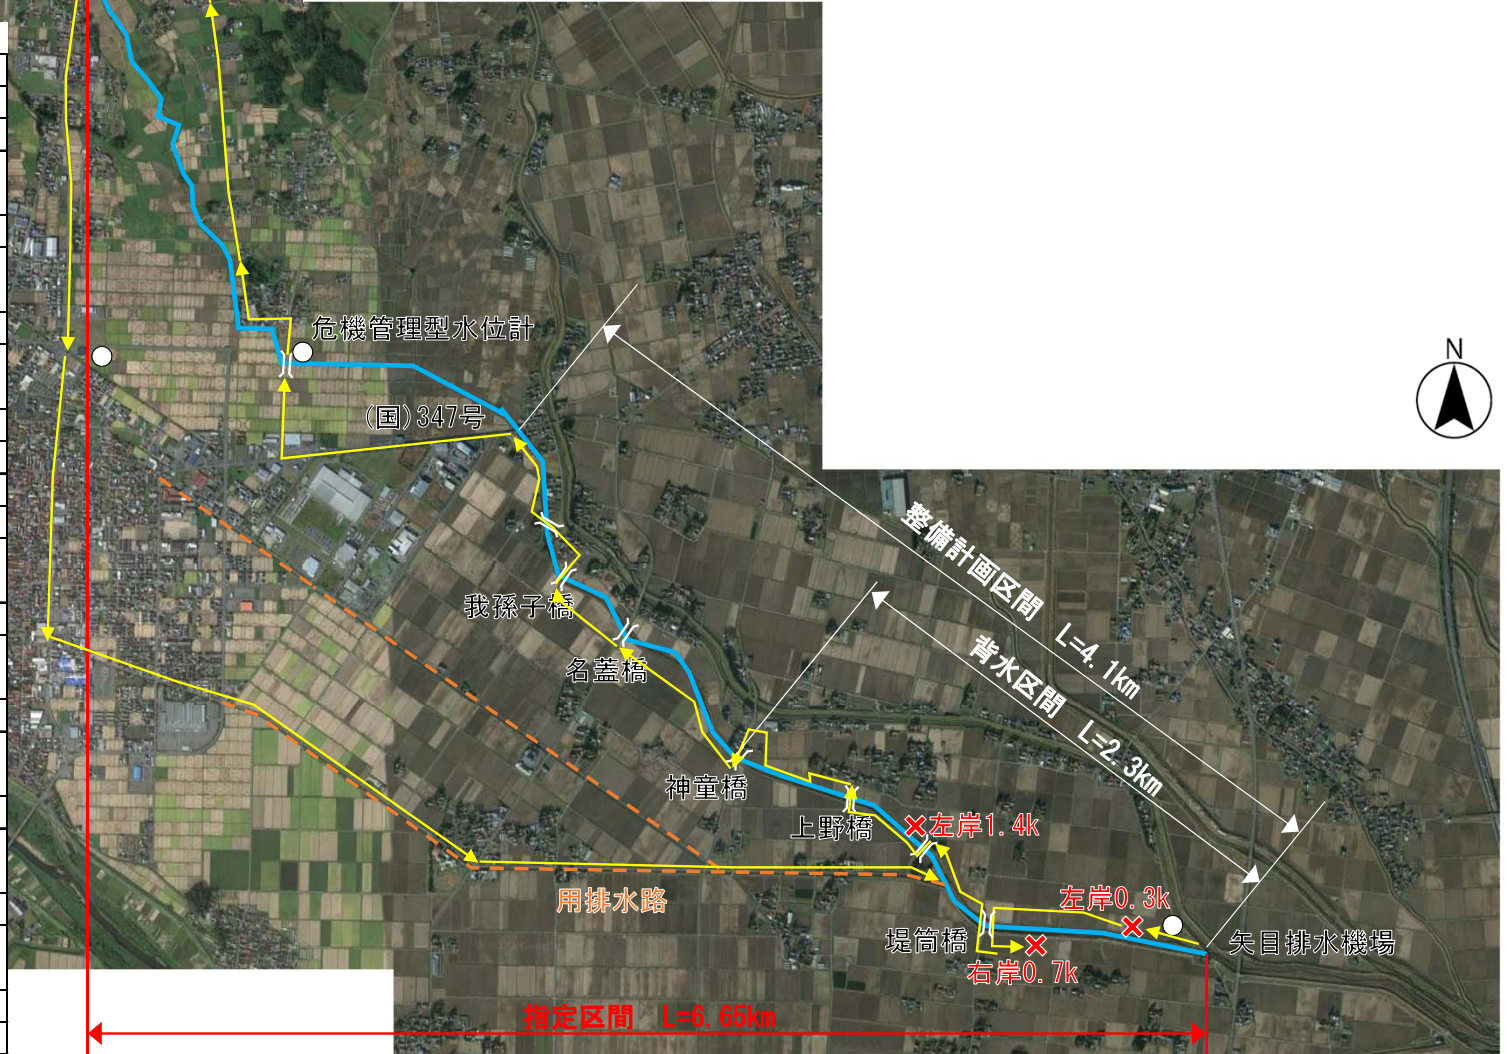 危機管理型水位計
N
(国)347号
整備計画区間 L=4.1km
我孫子橋
背水区間 L=2.3km
名蓋橋
神童橋
上野橋
左岸1.4k
用排水路
左岸0.3k
堤筒橋
矢目排水機場
右岸0.7k
指定区間 L=6.65km